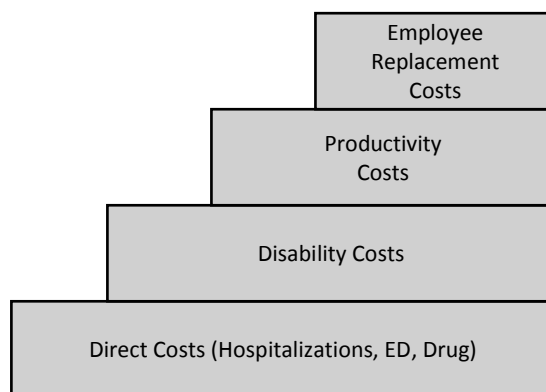 Employee
Replacement
Costs
Productivity
Costs
Disability Costs
Direct Costs (Hospitalizations, ED, Drug)